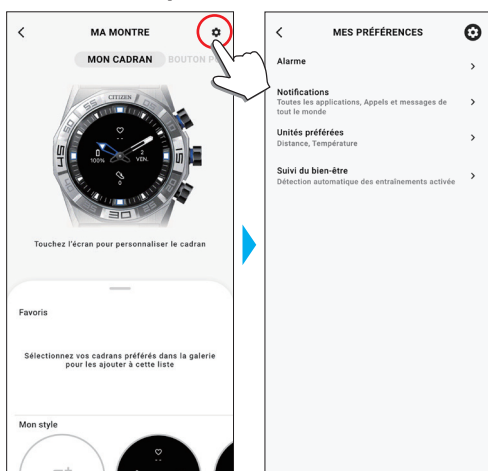 MA MONTRE
MON CADRAN BOUTON
CITIZEN
100%
2
VEN.
0
Touchez l'écran pour personnaliser le cadran
Favoris
Sélectionnez vos cadrans préférés dans la galerie
pour les ajouter à cette liste
Mon style
MES PRÉFÉRENCES
Alarme
Notifications
Toutes les applications, Appels et messages de
tout le monde
Unités préférées
Distance, Température
Suivi du bien-être
Détection automatique des entraînements activée